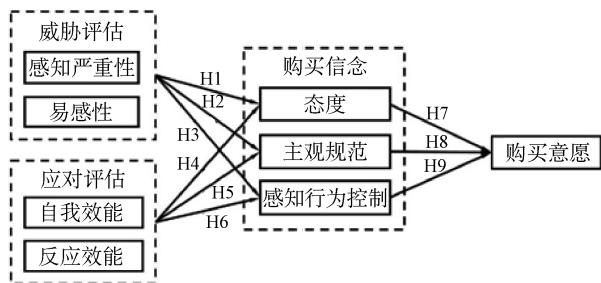 威胁评估
感知严重性
易感性
应对评估
自我效能
反应效能
H1
H2
H3
H4
H5
H6
购买信念
态度
主观规范
感知行为控制
H7
H8
H9
购买意愿